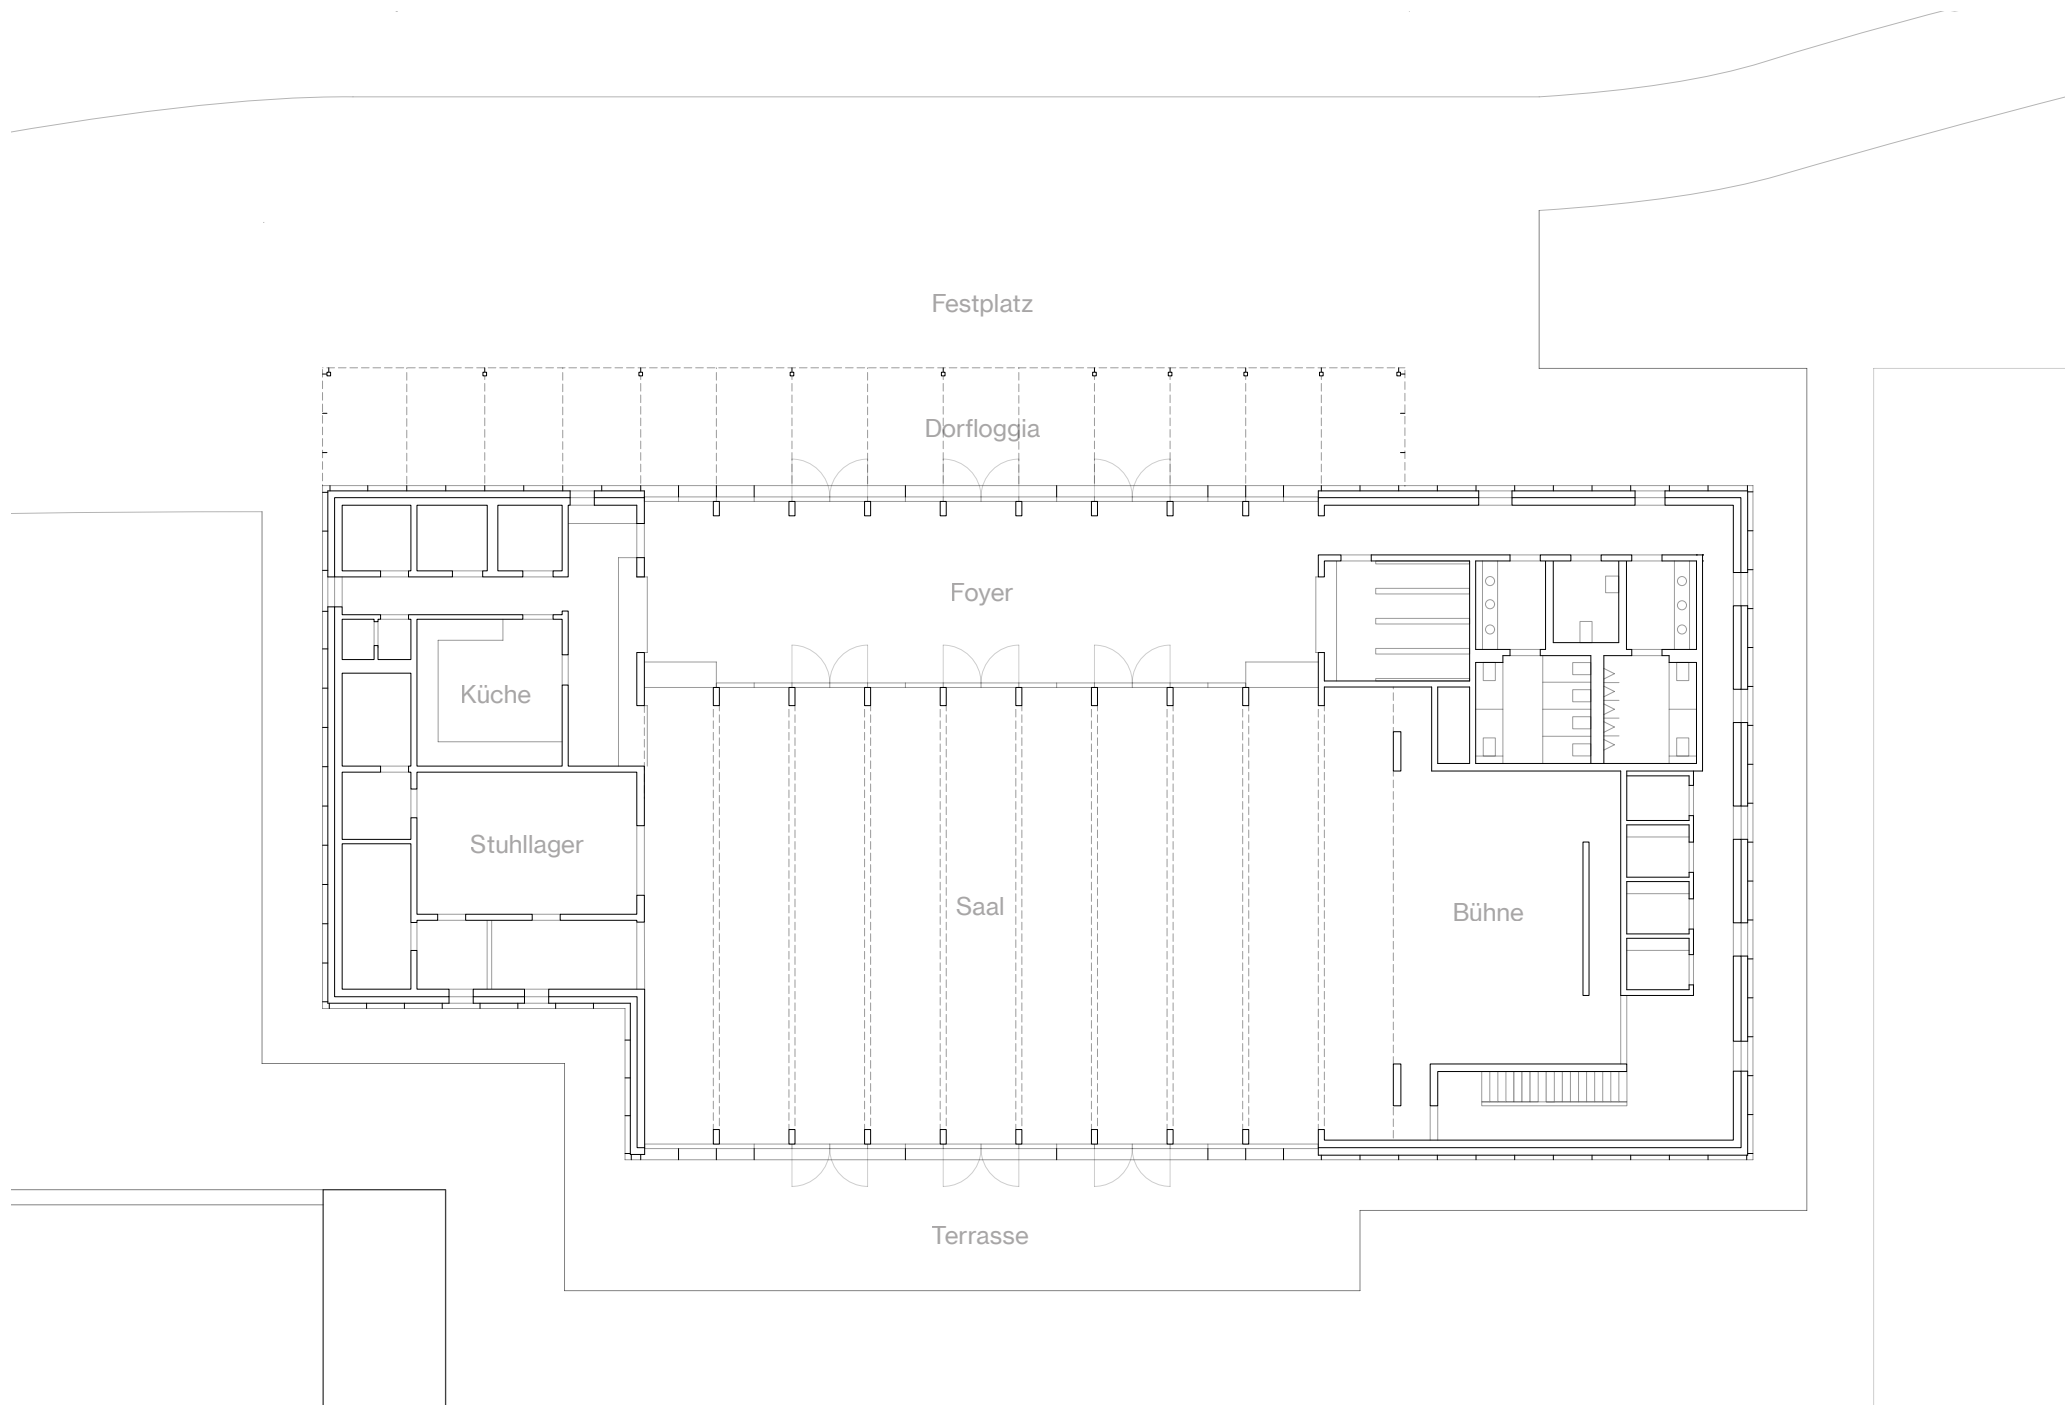 Festplatz
Dorfloggia
Foyer
Küche
Stuhllager
Saal
Bühne
Terrasse